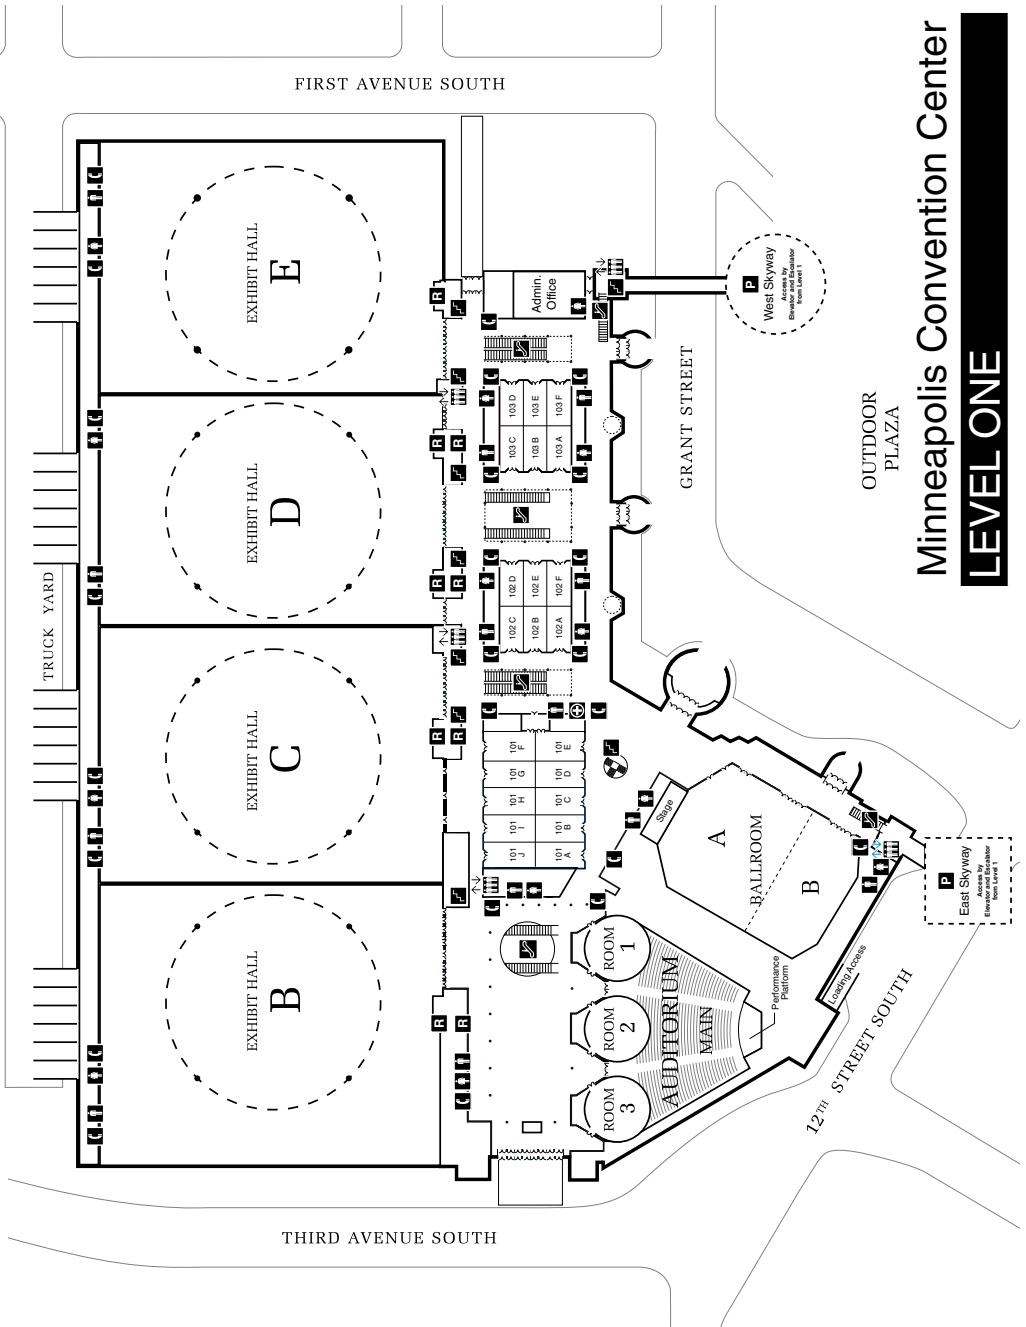 Minneapolis Convention Center
LEVEL ONE
FIRST AVENUE SOUTH
TRUCK YARD
EXHIBIT HALL
E
EXHIBIT HALL
D
EXHIBIT HALL
C
EXHIBIT HALL
B
R
R
R
R
R
R
R
R
R
Admin.
Office
103 D
103 E
103 F
103 C
103 B
103 A
102 D
102 E
102 F
102 C
102 B
102 A
101
F
101
E
101
G
101
D
101
H
101
C
101
I
101
B
101
J
101
A
P
West Skyway
Access by
Elevator and Escalator
from Level 1
GRANT STREET
OUTDOOR
PLAZA
Stage
A
BALLROOM
B
P
East Skyway
Access by
Elevator and Escalator
from Level 1
Loading Access
ROOM
1
ROOM
2
ROOM
3
AUDITORIUM
MAIN
Performance
Platform
12TH STREET SOUTH
THIRD AVENUE SOUTH